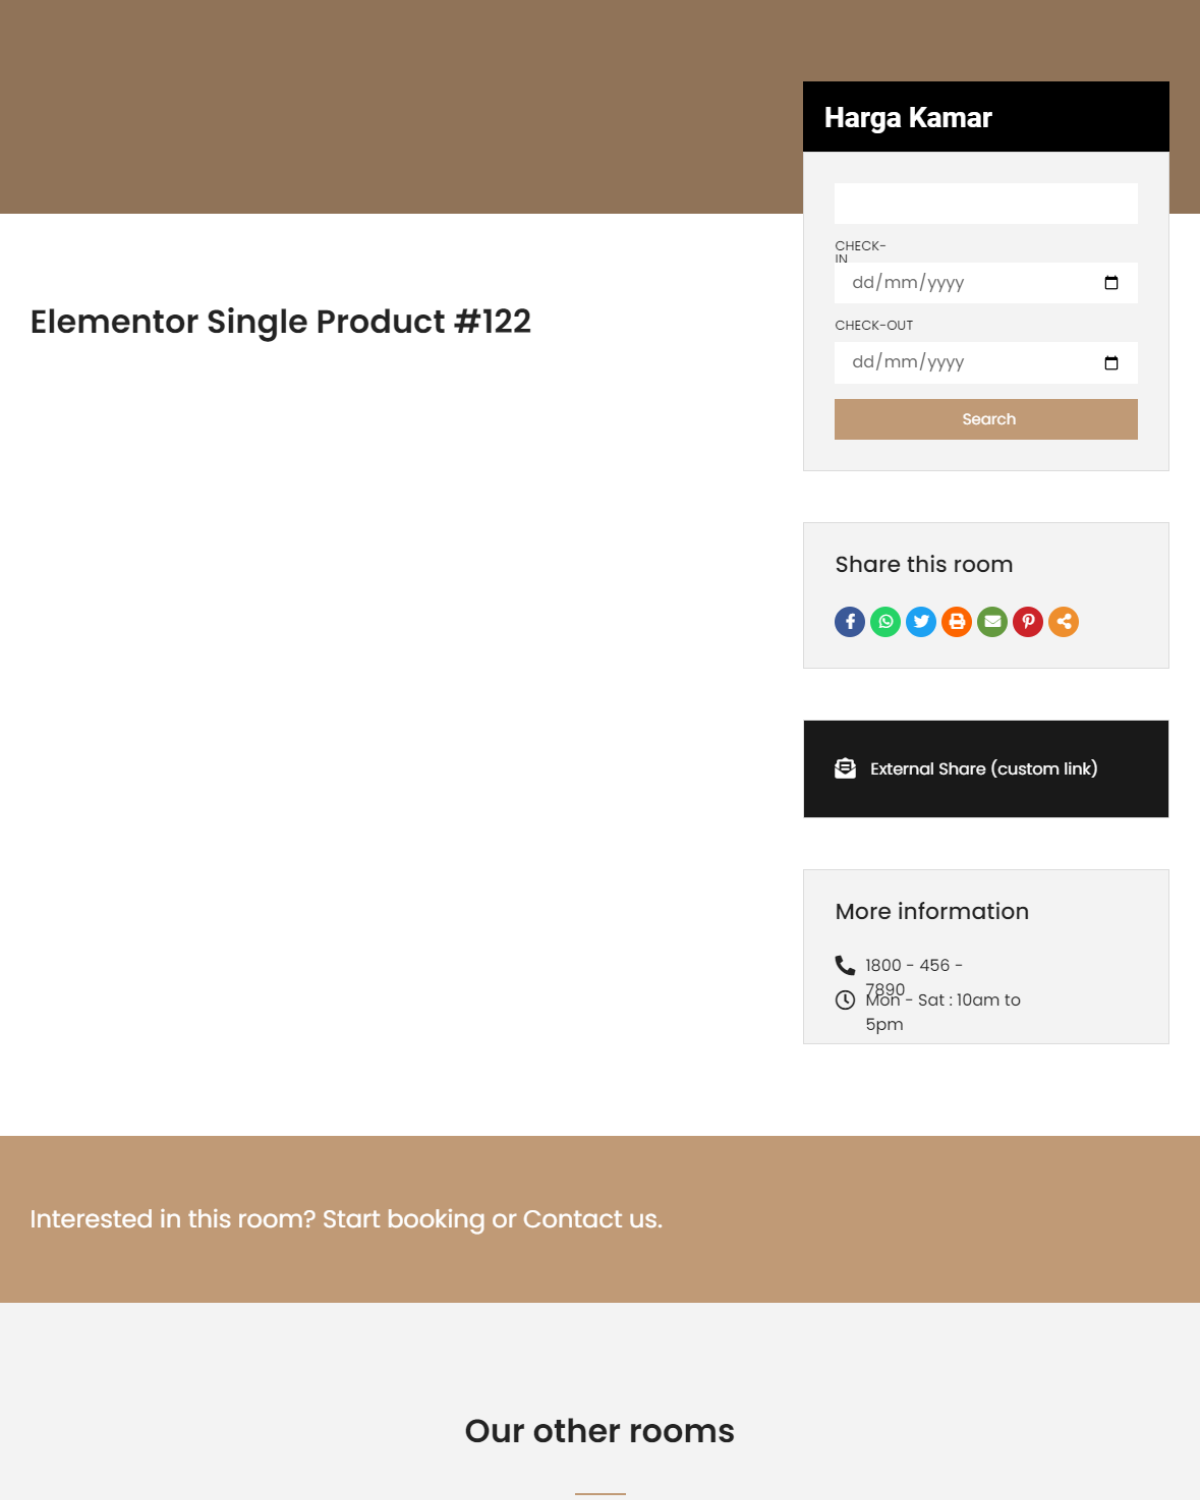 Harga Kamar
CHECK-
IN
dd/mm/yyyy
CHECK-OUT
dd/mm/yyyy
Search
Elementor Single Product #122
Share this room
External Share (custom link)
More information
1800 - 456 -
7890
Mon - Sat : 10am to
5pm
Interested in this room? Start booking or Contact us.
Our other rooms